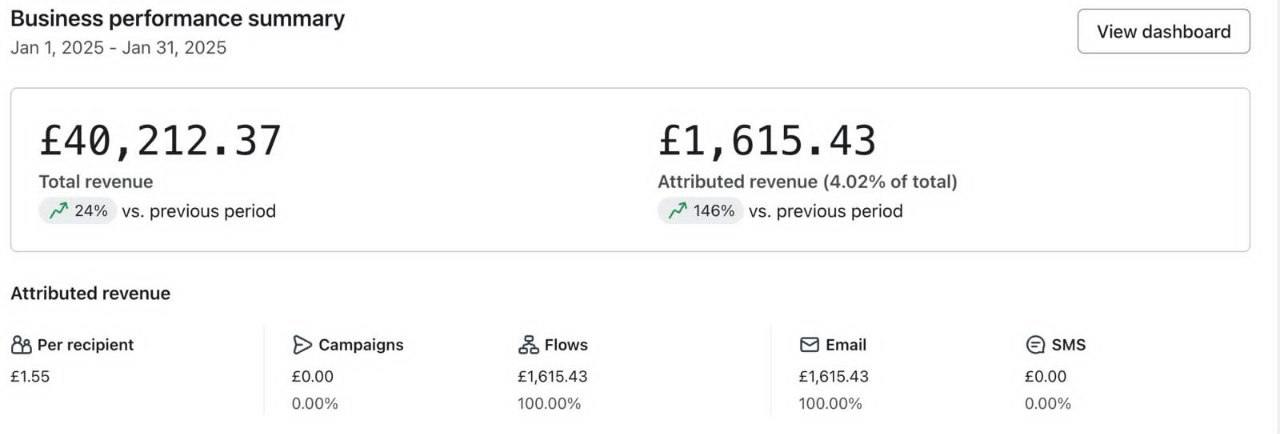 Business performance summary
Jan 1, 2025 - Jan 31, 2025
View dashboard
£40,212.37
Total revenue
24% vs. previous period
£1,615.43
Attributed revenue (4.02% of total)
146% vs. previous period
Attributed revenue
Per recipient
£1.55
Campaigns
£0.00
0.00%
Flows
£1,615.43
100.00%
Email
£1,615.43
100.00%
SMS
£0.00
0.00%